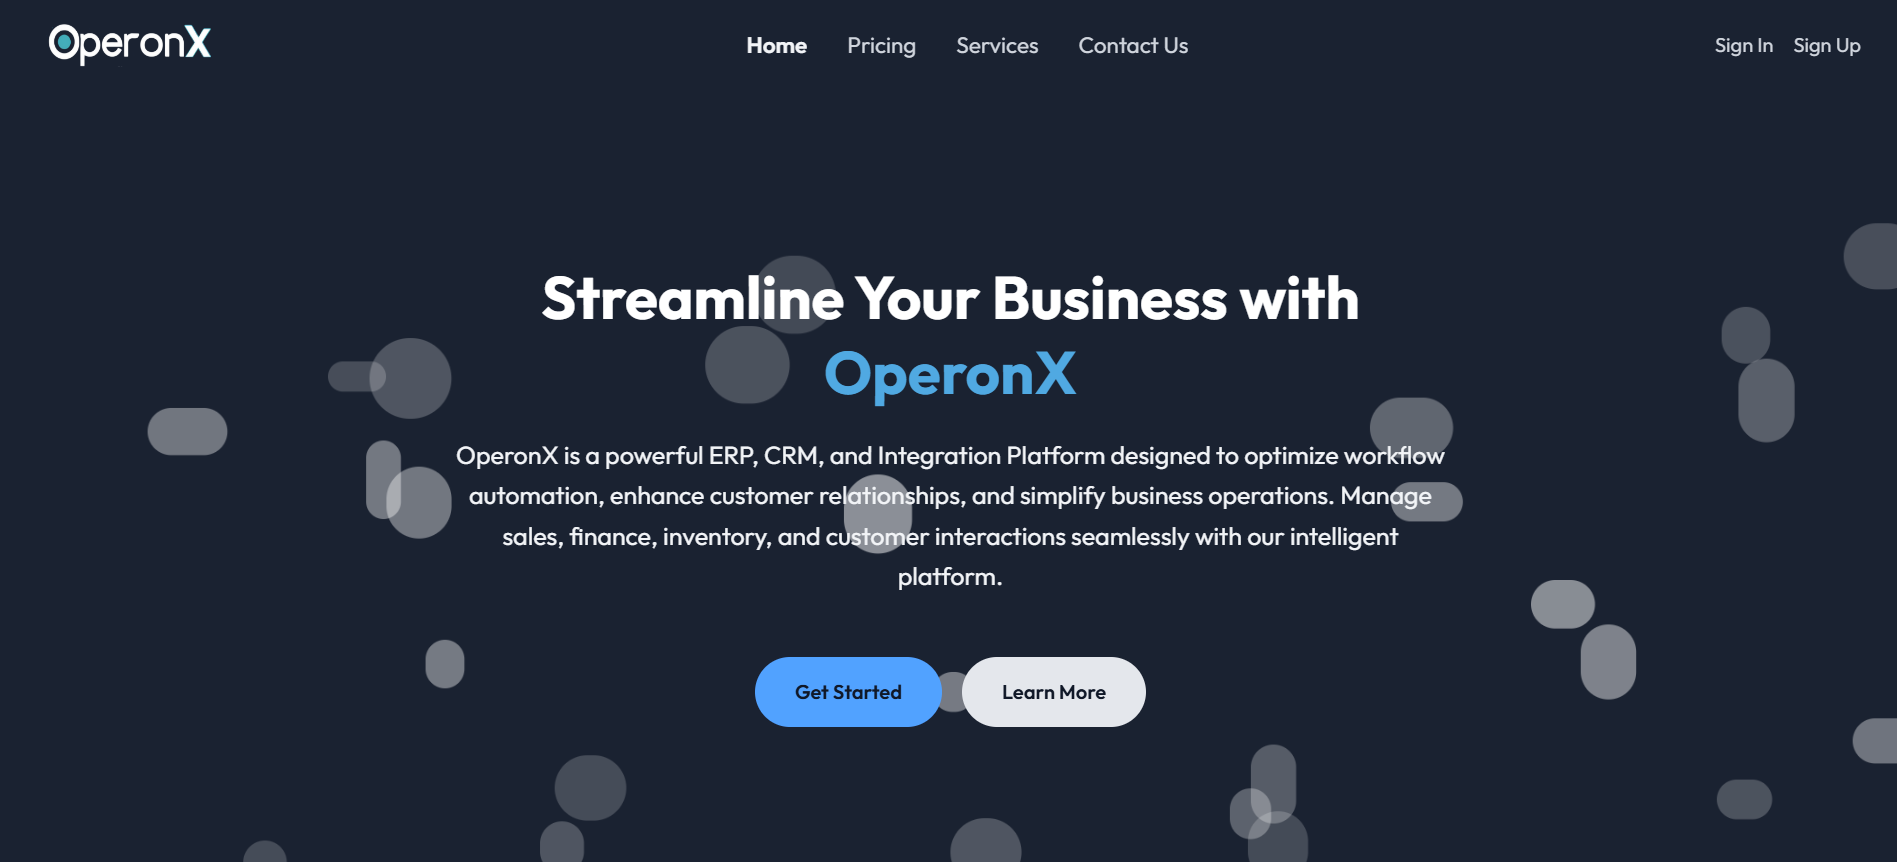 OperonX
Home Pricing Services Contact Us
Sign In Sign Up
Streamline Your Business with
OperonX
OperonX is a powerful ERP, CRM, and Integration Platform designed to optimize workflow
automation, enhance customer relationships, and simplify business operations. Manage
sales, finance, inventory, and customer interactions seamlessly with our intelligent
platform.
Get Started Learn More